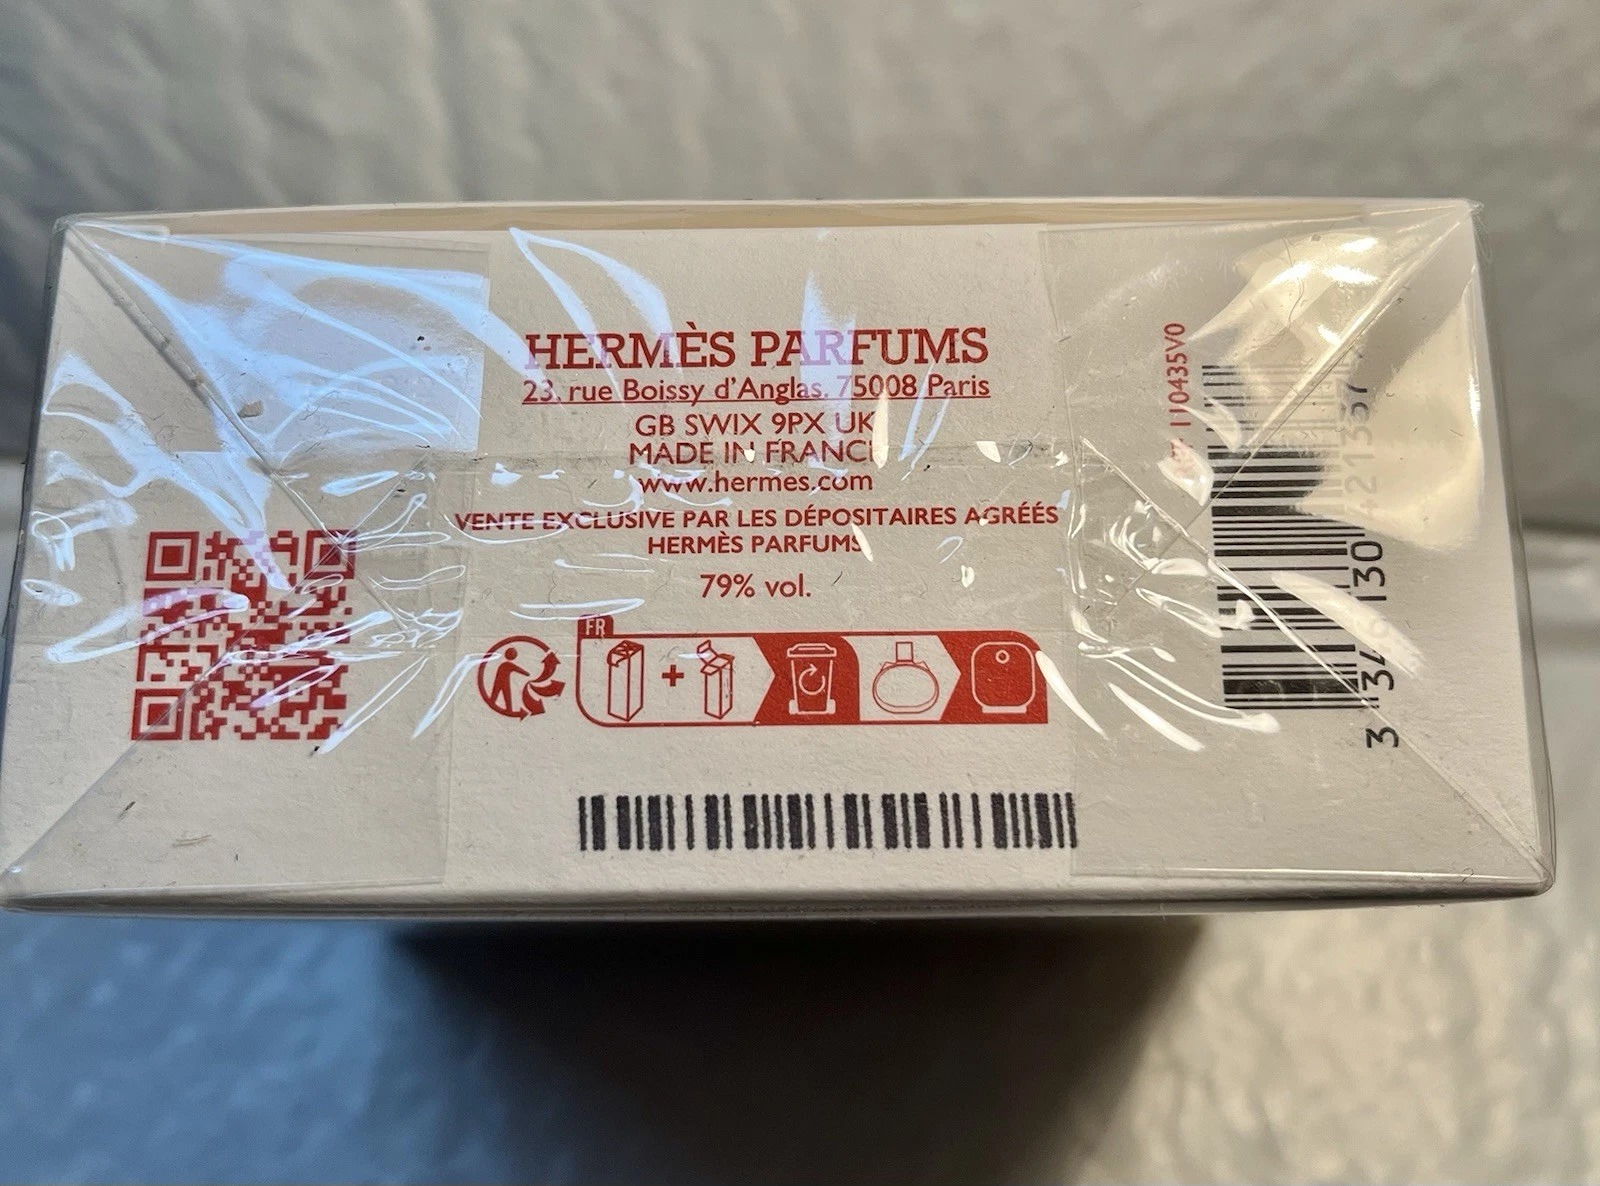 HERMÈS PARFUMS
23, rue Boissy d'Anglas, 75008 Paris
GB SWIX 9PX UK
MADE IN FRANCE
www.hermes.com
VENTE EXCLUSIVE PAR LES DÉPOSITAIRES AGRÉÉS
HERMÈS PARFUMS
79% vol.
FR
110435V0